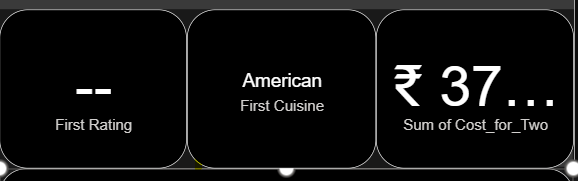 --
First Rating
American
First Cuisine
₹ 37...
Sum of Cost_for_Two